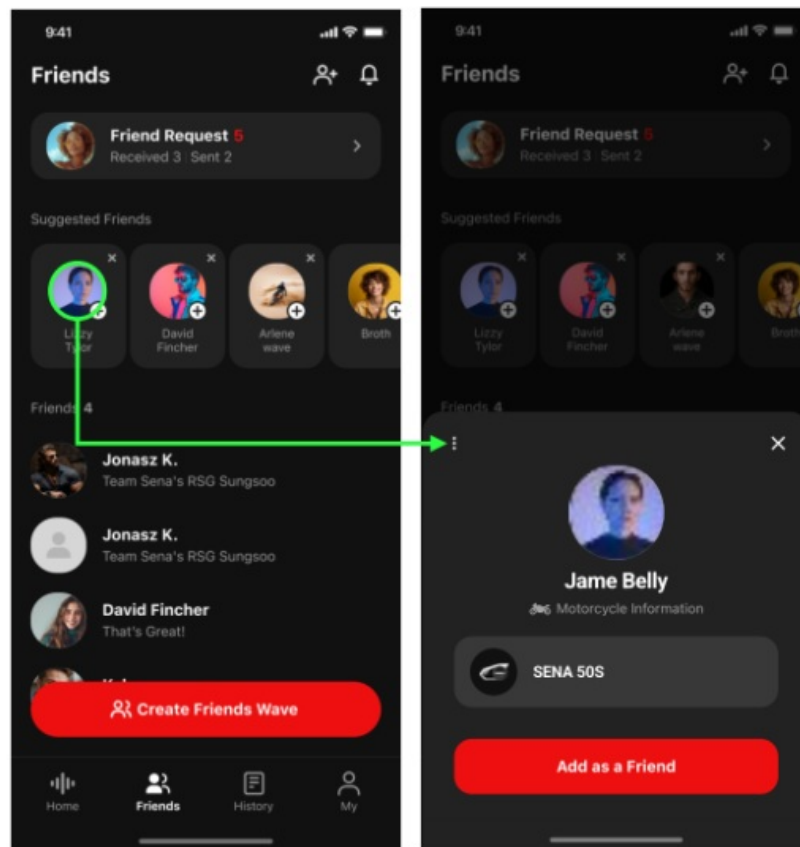 9:41
Friends
Friend Request 5
Received 3 Sent 2
Suggested Friends
Lizzy
Tylor
David
Fincher
Arlene
wave
Broth
Friends 4
Jonasz K.
Team Sena's RSG Sungsoo
Jonasz K.
Team Sena's RSG Sungsoo
David Fincher
That's Great!
Create Friends Wave
Home
Friends
History
My
9:41
Friends
Friend Request 5
Received 3 Sent 2
Suggested Friends
Lizzy
Tylor
David
Fincher
Arlene
wave
Broth
Friends 4
Jame Belly
Motorcycle Information
SENA 50S
Add as a Friend